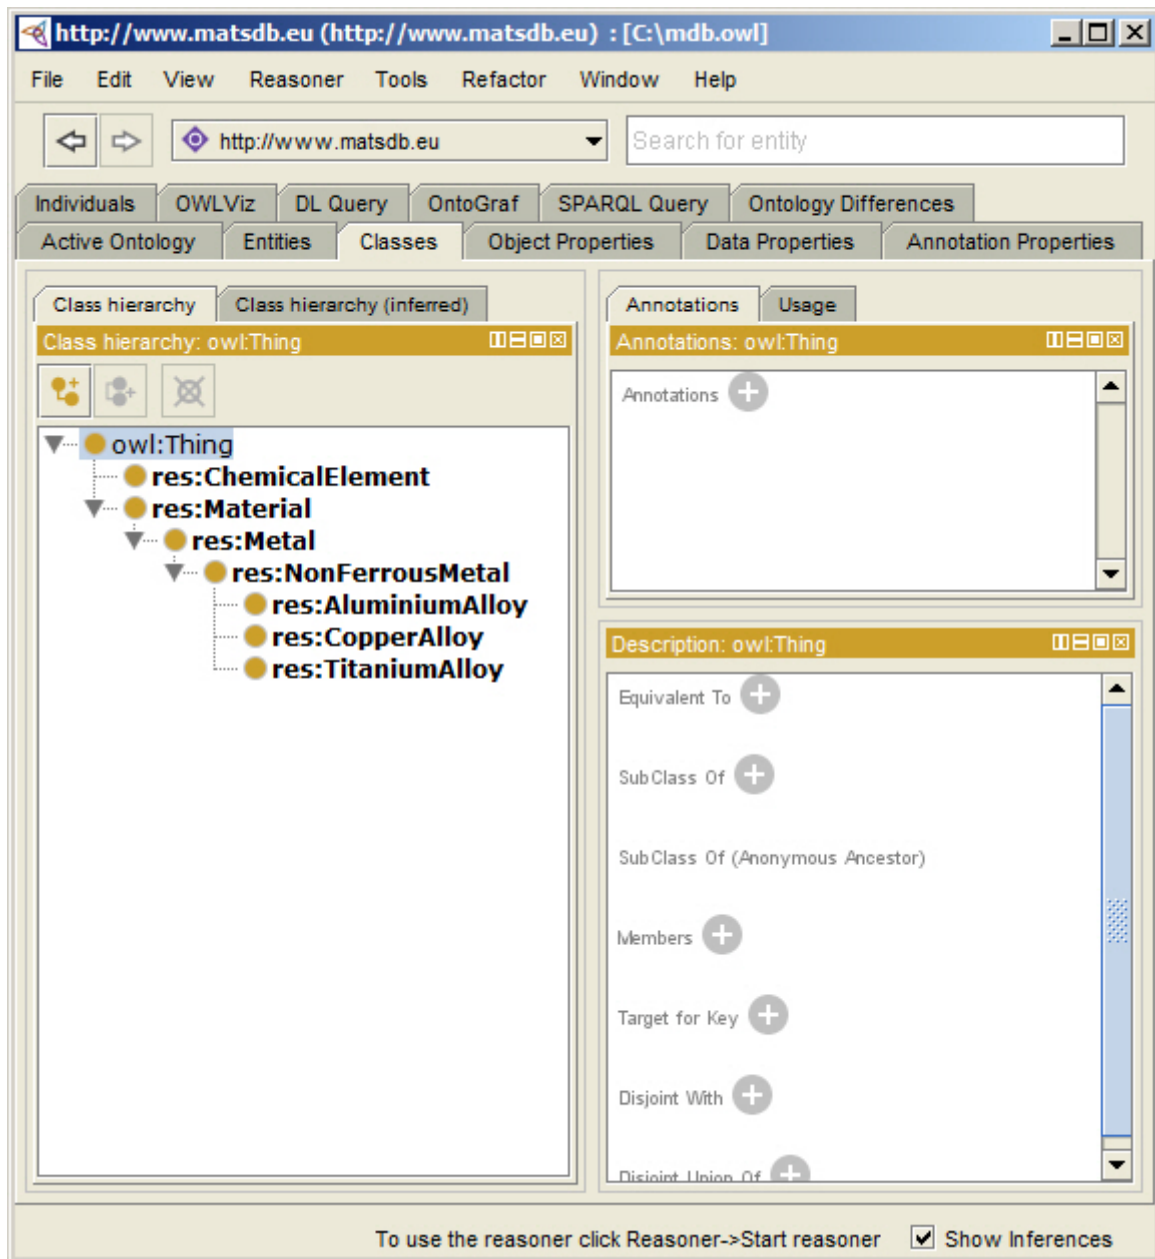 http://www.matsdb.eu (http://www.matsdb.eu) : [C:\mdb.owl]
File Edit View Reasoner Tools Refactor Window Help
http://www.matsdb.eu Search for entity
Individuals OWLViz DL Query OntoGraf SPARQL Query Ontology Differences
Active Ontology Entities Classes Object Properties Data Properties Annotation Properties
Class hierarchy Class hierarchy (inferred)
Class hierarchy: owl:Thing
owl:Thing
res:ChemicalElement
res:Material
res:Metal
res:NonFerrousMetal
res:AluminiumAlloy
res:CopperAlloy
res:TitaniumAlloy
Annotations Usage
Annotations: owl:Thing
Annotations
Description: owl:Thing
Equivalent To
SubClass Of
SubClass Of (Anonymous Ancestor)
Members
Target for Key
Disjoint With
Disjoint Union Of
To use the reasoner click Reasoner->Start reasoner Show Inferences